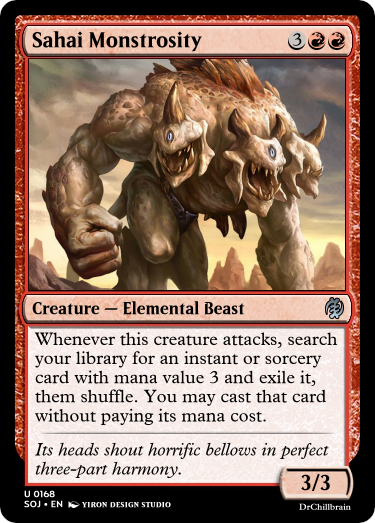 Sahai Monstrosity 3
Creature — Elemental Beast
Whenever this creature attacks, search
your library for an instant or sorcery
card with mana value 3 and exile it,
them shuffle. You may cast that card
without paying its mana cost.
Its heads shout horrific bellows in perfect
three-part harmony.
3/3
U 0168
SOJ • EN YIRON DESIGN STUDIO
DrChillbrain